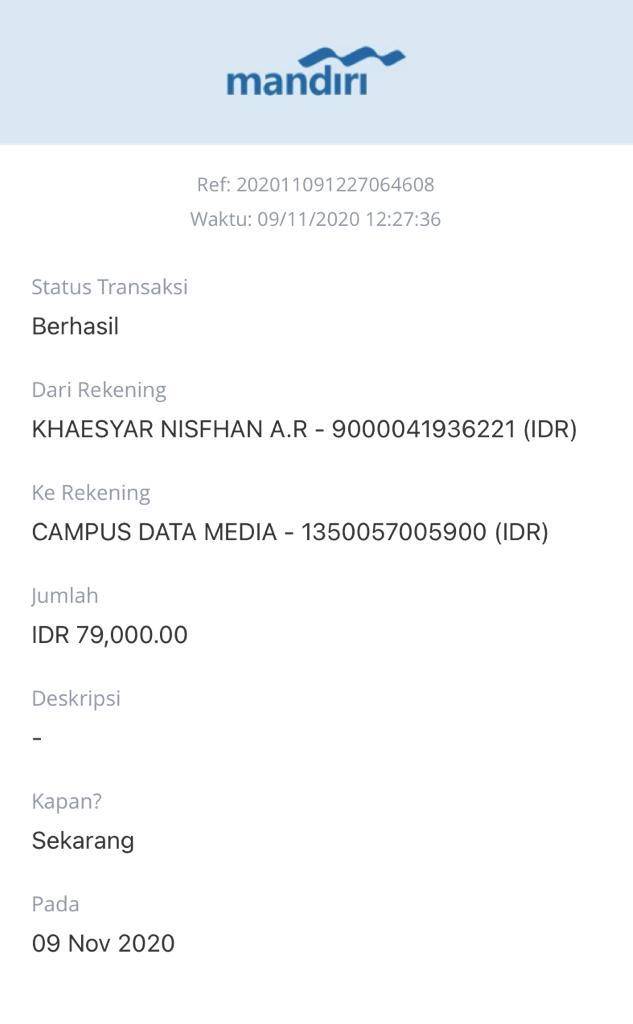 mandiri
Ref: 202011091227064608
Waktu: 09/11/2020 12:27:36
Status Transaksi
Berhasil
Dari Rekening
KHAESYAR NISFHAN A.R - 9000041936221 (IDR)
Ke Rekening
CAMPUS DATA MEDIA - 1350057005900 (IDR)
Jumlah
IDR 79,000.00
Deskripsi
-
Kapan?
Sekarang
Pada
09 Nov 2020